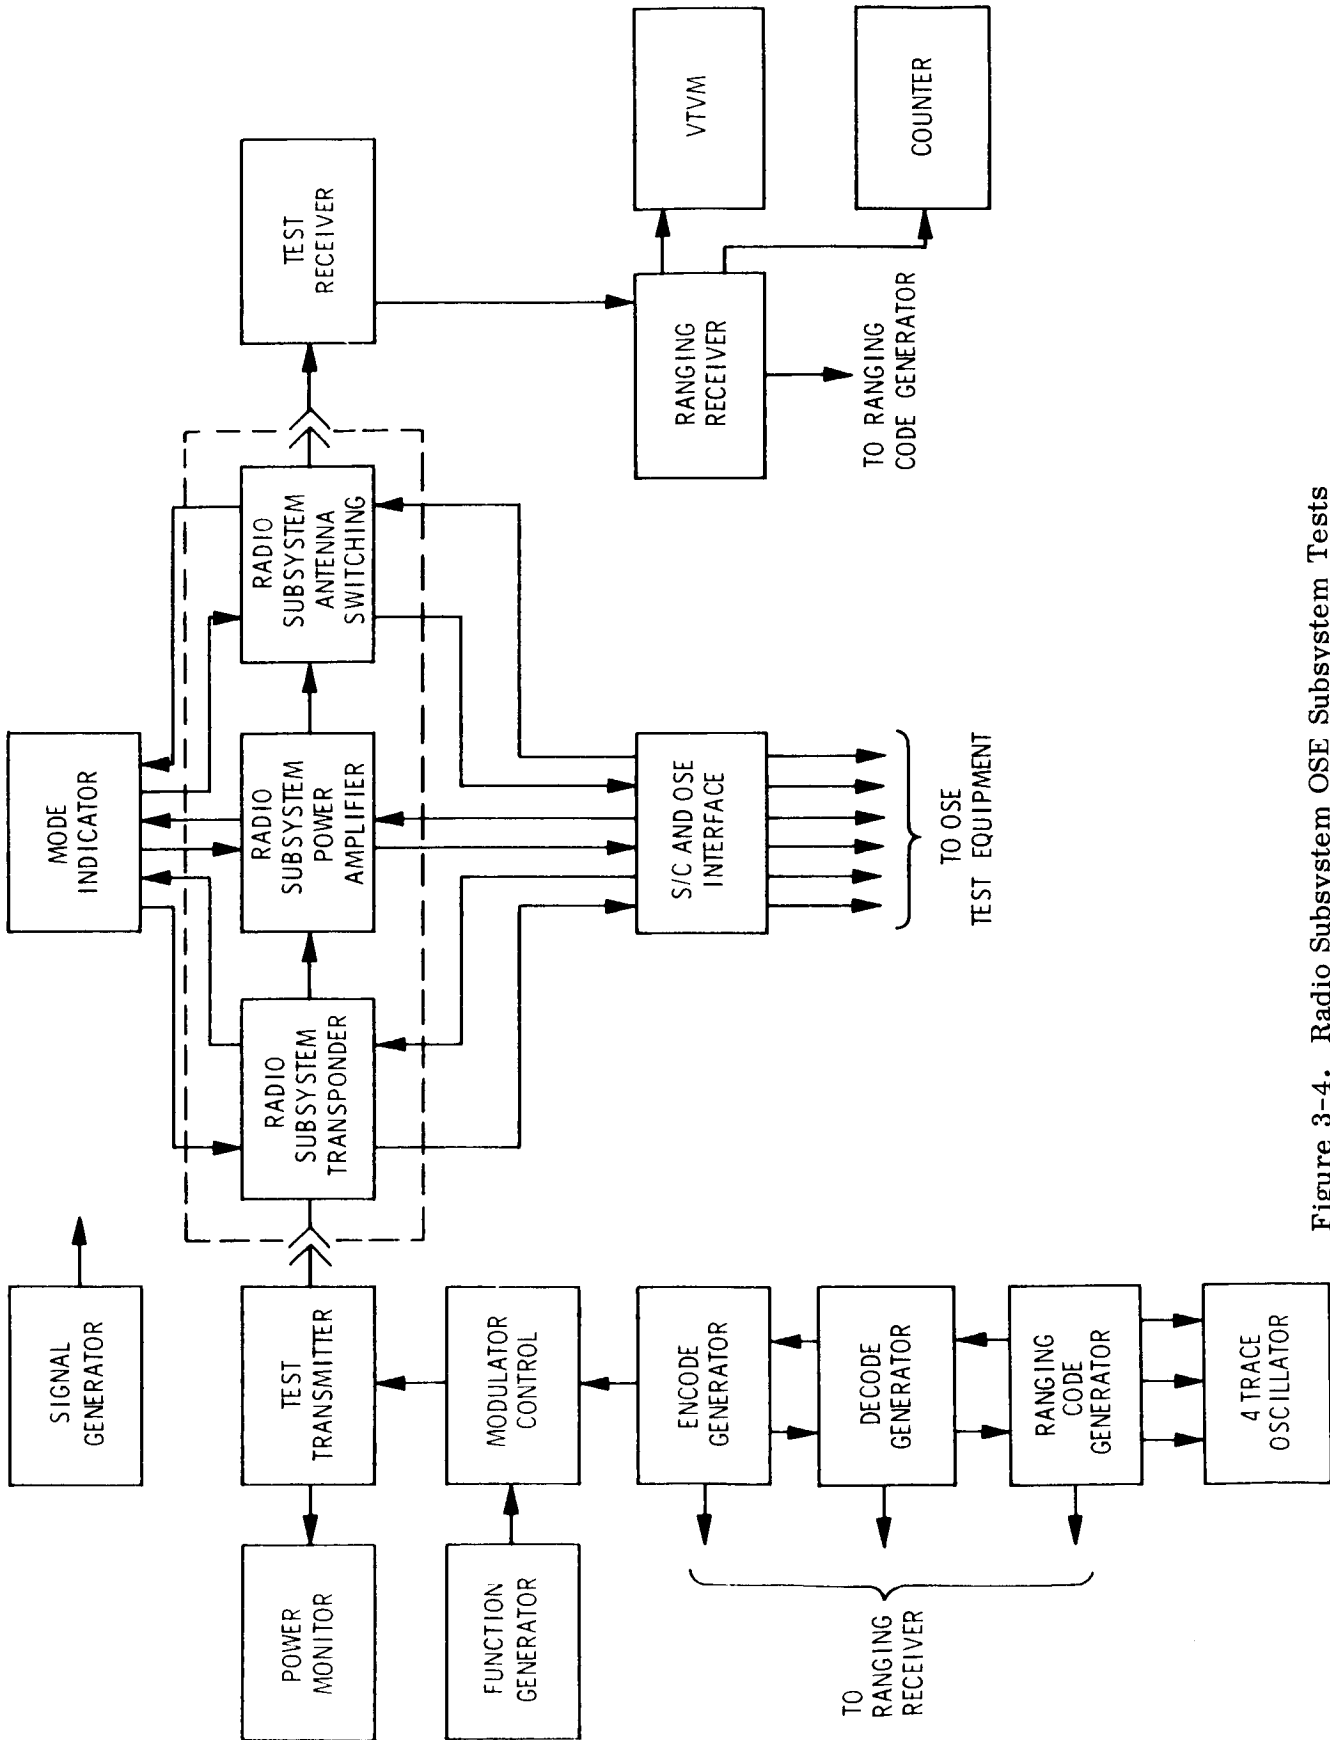 SIGNAL
GENERATOR
MODE
INDICATOR
POWER
MONITOR
TEST
TRANSMITTER
RADIO
SUBSYSTEM
TRANSPONDER
RADIO
SUBSYSTEM
POWER
AMPLIFIER
RADIO
SUBSYSTEM
ANTENNA
SWITCHING
TEST
RECEIVER
FUNCTION
GENERATOR
MODULATOR
CONTROL
ENCODE
GENERATOR
DECODE
GENERATOR
RANGING
CODE
GENERATOR
4 TRACE
OSCILLATOR
TO
RANGING
RECEIVER
S/C AND OSE
INTERFACE
TO OSE
TEST EQUIPMENT
RANGING
RECEIVER
TO RANGING
CODE GENERATOR
VTVM
COUNTER
Figure 3-4. Radio Subsystem OSE Subsystem Tests